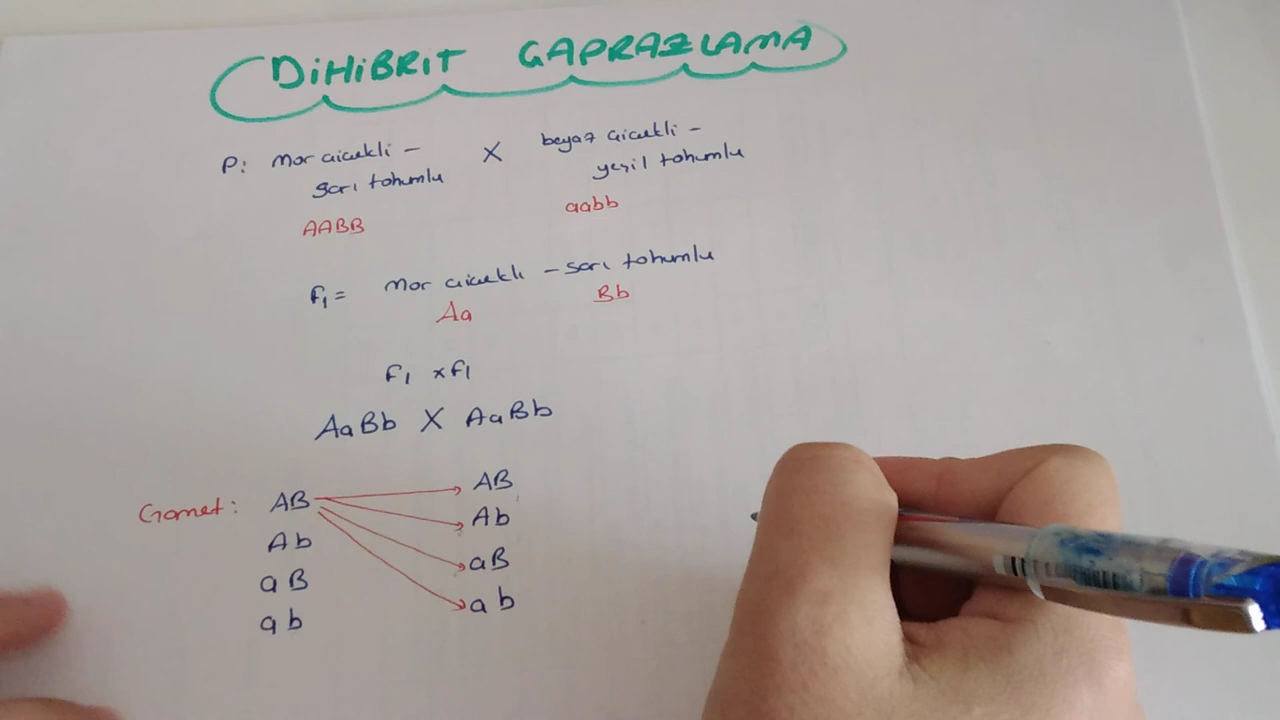 DiHiBRiT ÇAPRAZLAMA
P: Mor çiçekli - X beyaz çiçekli -
sarı tohumlu yeşil tohumlu
AABB aabb
F1 = Mor çiçekli - sarı tohumlu
Aa Bb
F1 x F1
AaBb X AaBb
Gamet: AB AB
Ab Ab
aB aB
ab ab